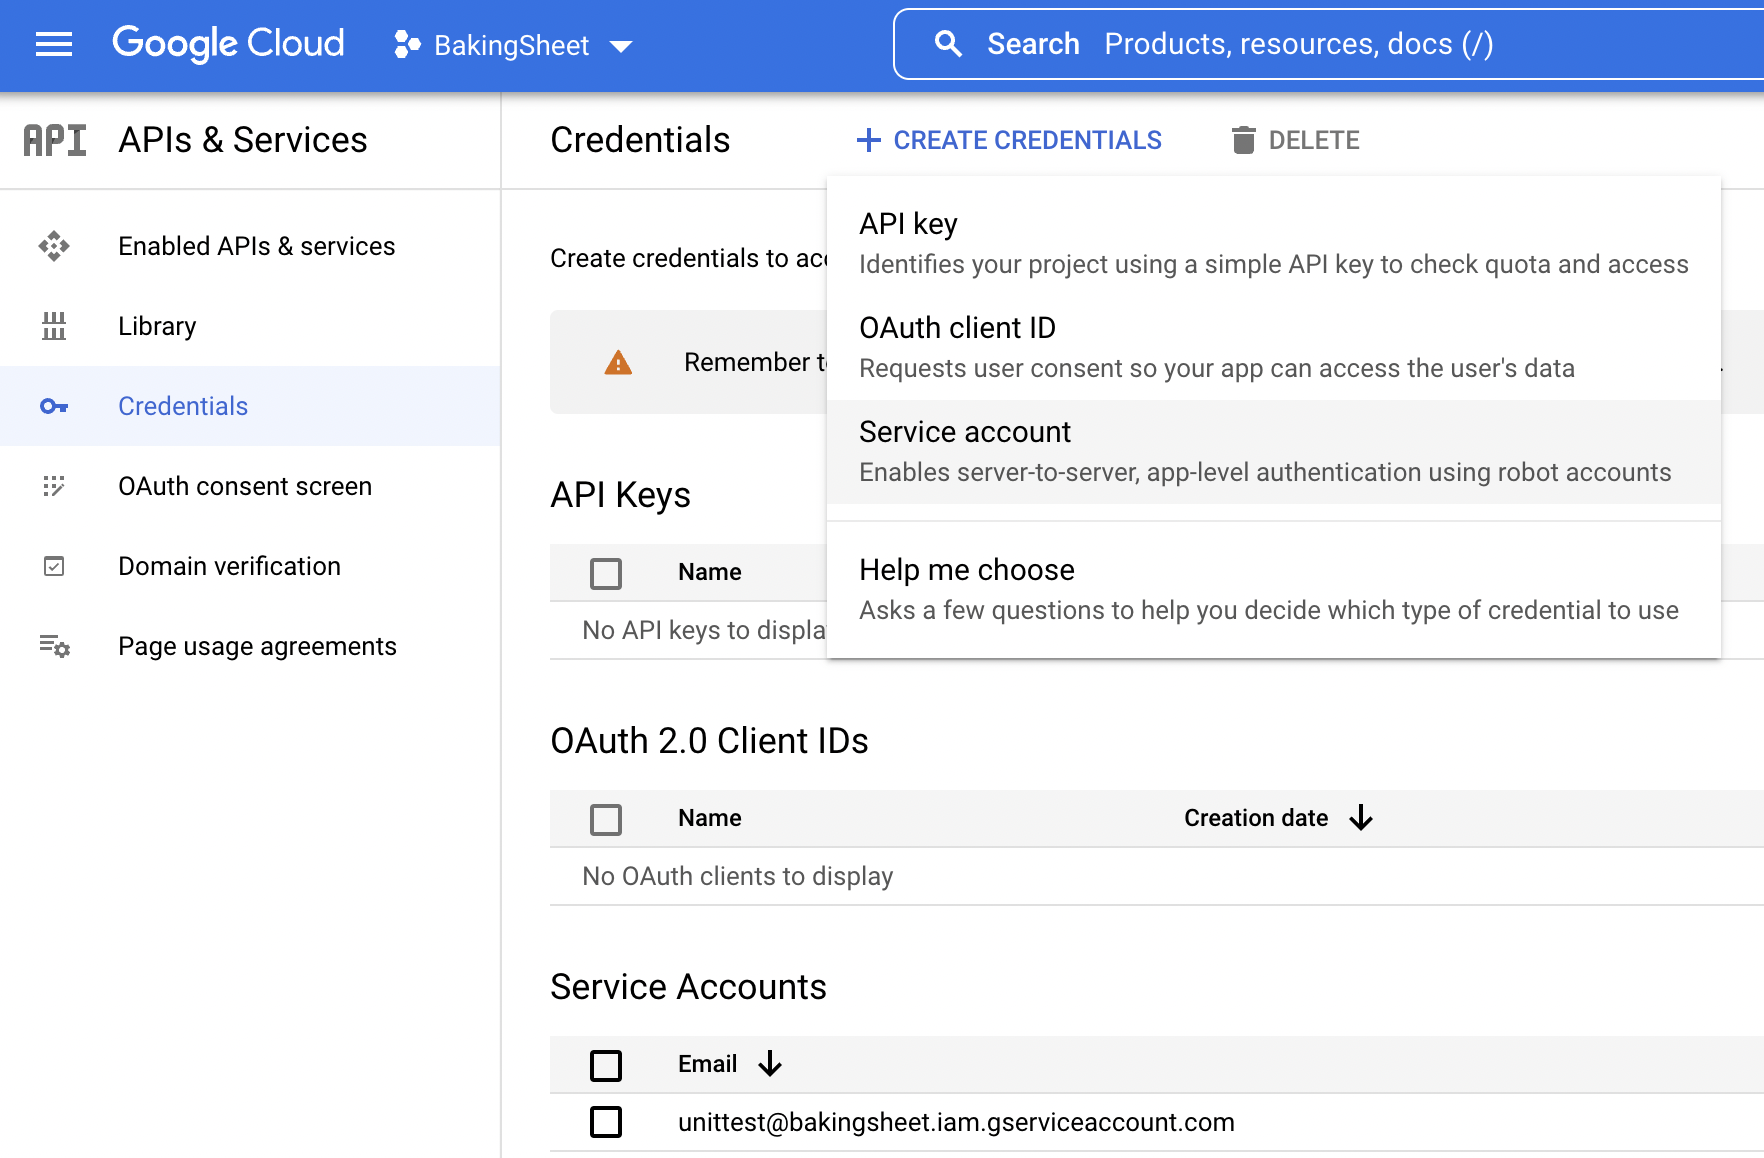 Google Cloud BakingSheet Search Products, resources, docs (/)
API APIs & Services
Enabled APIs & services
Library
Credentials
OAuth consent screen
Domain verification
Page usage agreements
Credentials + CREATE CREDENTIALS DELETE
API key
Identifies your project using a simple API key to check quota and access
OAuth client ID
Requests user consent so your app can access the user's data
Service account
Enables server-to-server, app-level authentication using robot accounts
Help me choose
Asks a few questions to help you decide which type of credential to use
Create credentials to
Remember
API Keys
Name
No API keys to
OAuth 2.0 Client IDs
Name Creation date
No OAuth clients to display
Service Accounts
Email
unittest@bakingsheet.iam.gserviceaccount.com